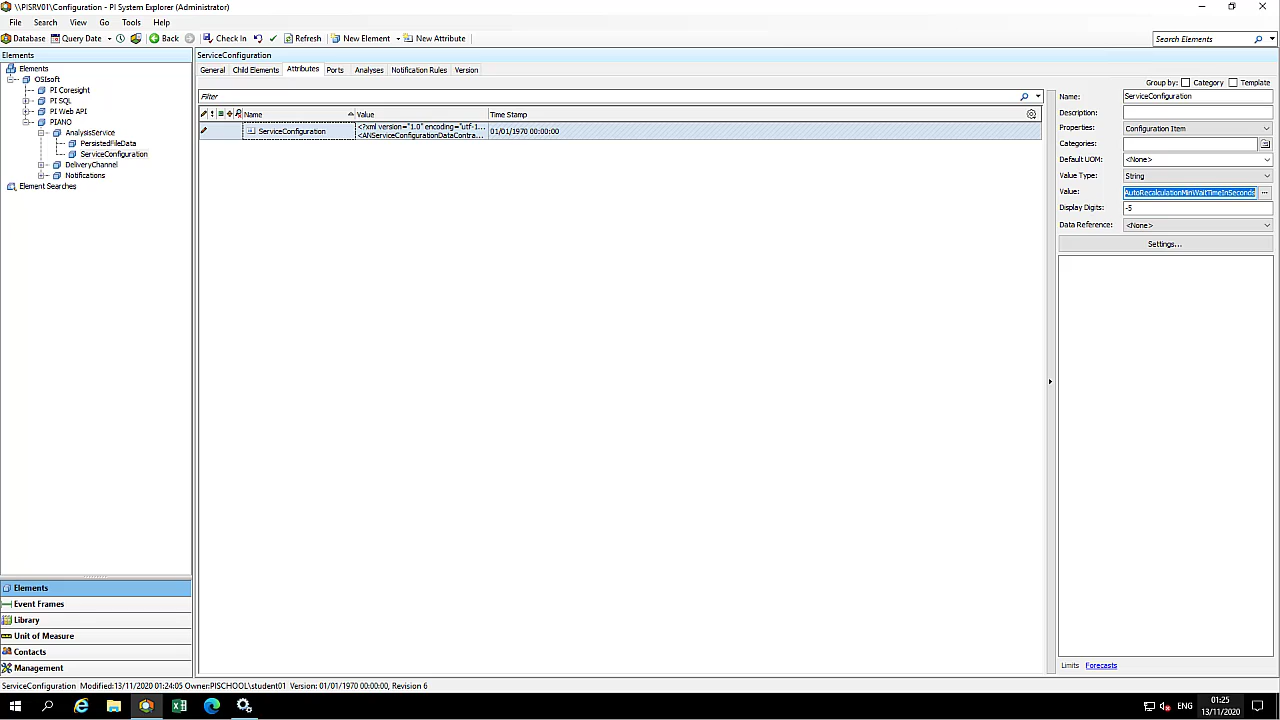 \\PISRV01\Configuration - PI System Explorer (Administrator)
File Search View Go Tools Help
Database Query Date Back Check In Refresh New Element New Attribute
Search Elements
Elements
Elements
OSIsoft
PI Coresight
PI SQL
PI Web API
PIANO
AnalysisService
PersistedFileData
ServiceConfiguration
DeliveryChannel
Notifications
Element Searches
ServiceConfiguration
General Child Elements Attributes Ports Analyses Notification Rules Version
Group by: Category Template
Filter
Name Value Time Stamp
ServiceConfiguration
<?xml version="1.0" encoding="utf-1...
<ANServiceConfigurationDataContra...
01/01/1970 00:00:00
Name: ServiceConfiguration
Description:
Properties: Configuration Item
Categories:
Default UOM: <None>
Value Type: String
Value: AutoRecalculationMinWaitTimeInSeconds ...
Display Digits: -5
Data Reference: <None>
Settings...
Limits Forecasts
Elements
Event Frames
Library
Unit of Measure
Contacts
Management
ServiceConfiguration Modified:13/11/2020 01:24:05 Owner:PISCHOOL\student01 Version: 01/01/1970 00:00:00, Revision 6
ENG
01:25
13/11/2020